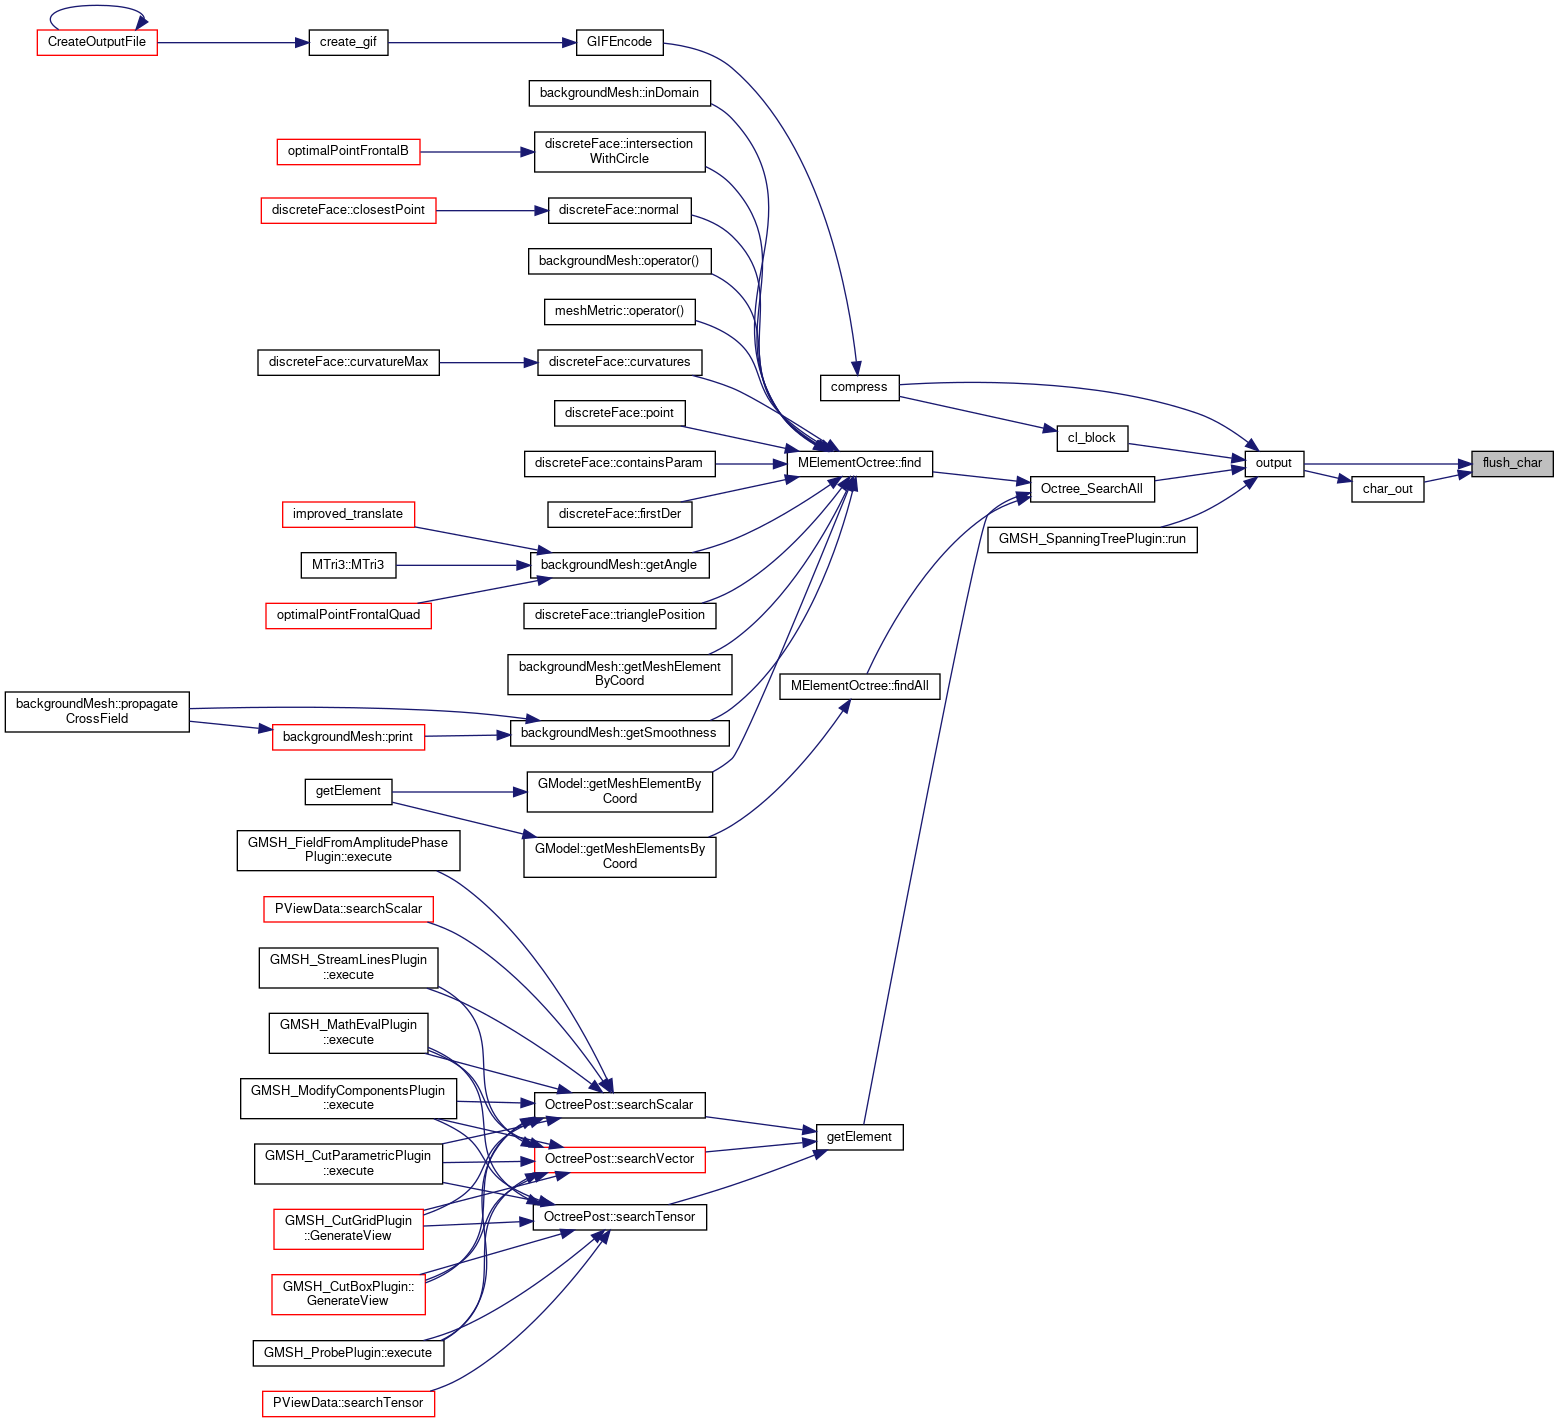 CreateOutputFile
create_gif
GIFEncode
backgroundMesh::inDomain
optimalPointFrontalB
discreteFace::intersection
WithCircle
discreteFace::closestPoint
discreteFace::normal
backgroundMesh::operator()
meshMetric::operator()
discreteFace::curvatureMax
discreteFace::curvatures
compress
discreteFace::point
cl_block
discreteFace::containsParam
MElementOctree::find
output
flush_char
Octree_SearchAll
char_out
improved_translate
discreteFace::firstDer
GMSH_SpanningTreePlugin::run
MTri3::MTri3
backgroundMesh::getAngle
optimalPointFrontalQuad
discreteFace::trianglePosition
backgroundMesh::getMeshElement
ByCoord
MElementOctree::findAll
backgroundMesh::propagate
CrossField
backgroundMesh::print
backgroundMesh::getSmoothness
getElement
GModel::getMeshElementBy
Coord
GModel::getMeshElementsBy
Coord
GMSH_FieldFromAmplitudePhase
Plugin::execute
PViewData::searchScalar
GMSH_StreamLinesPlugin
::execute
GMSH_MathEvalPlugin
::execute
GMSH_ModifyComponentsPlugin
::execute
OctreePost::searchScalar
getElement
GMSH_CutParametricPlugin
::execute
OctreePost::searchVector
GMSH_CutGridPlugin
::GenerateView
OctreePost::searchTensor
GMSH_CutBoxPlugin::
GenerateView
GMSH_ProbePlugin::execute
PViewData::searchTensor